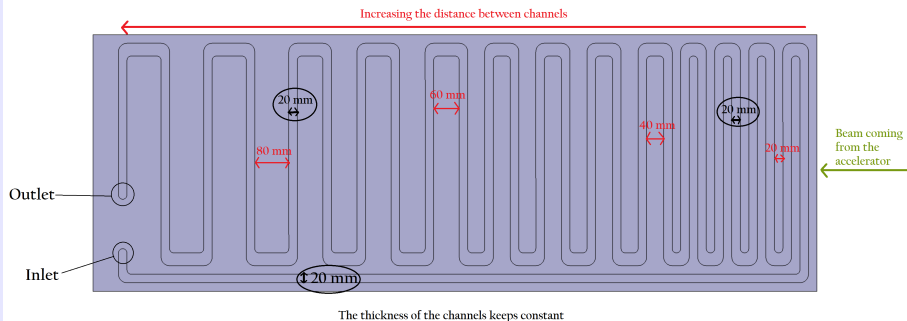 Increasing the distance between channels
20 mm
60 mm
20 mm
40 mm
Beam coming
from the
accelerator
80 mm
20 mm
Outlet
Inlet
20 mm
The thickness of the channels keeps constant